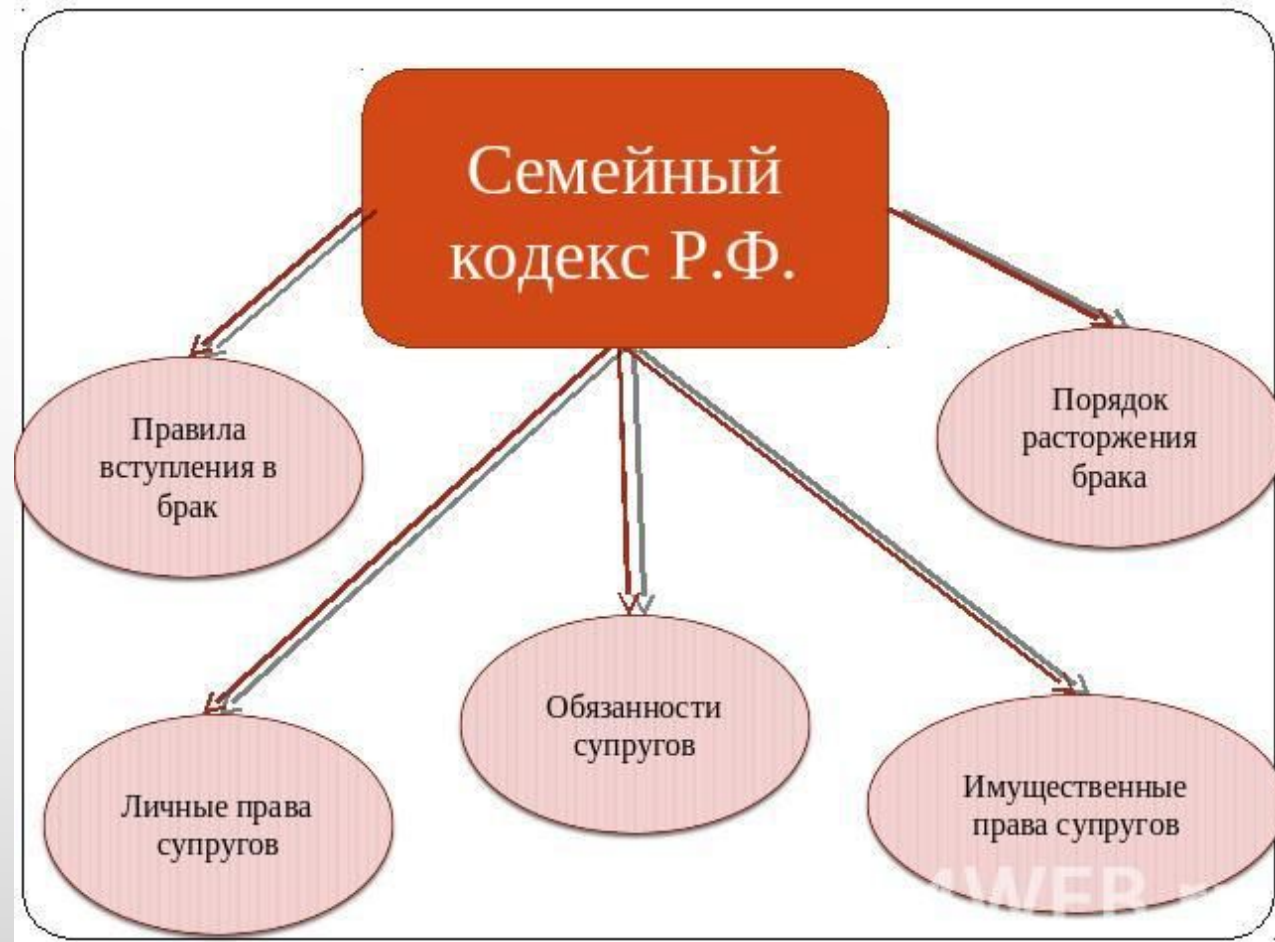 Семейный
кодекс Р.Ф.
Правила
вступления в
брак
Порядок
расторжения
брака
Личные права
супругов
Обязанности
супругов
Имущественные
права супругов